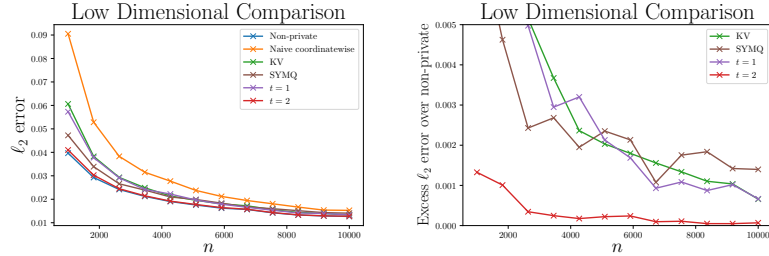 Low Dimensional Comparison
0.09
0.08
0.07
0.06
0.05
0.04
0.03
0.02
0.01
ℓ₂ error
2000 4000 6000 8000 10000
n
Non-private
Naive coordinatewise
KV
SYMQ
t = 1
t = 2
Low Dimensional Comparison
0.005
0.004
0.003
0.002
0.001
0.000
Excess ℓ₂ error over non-private
2000 4000 6000 8000 10000
n
KV
SYMQ
t = 1
t = 2